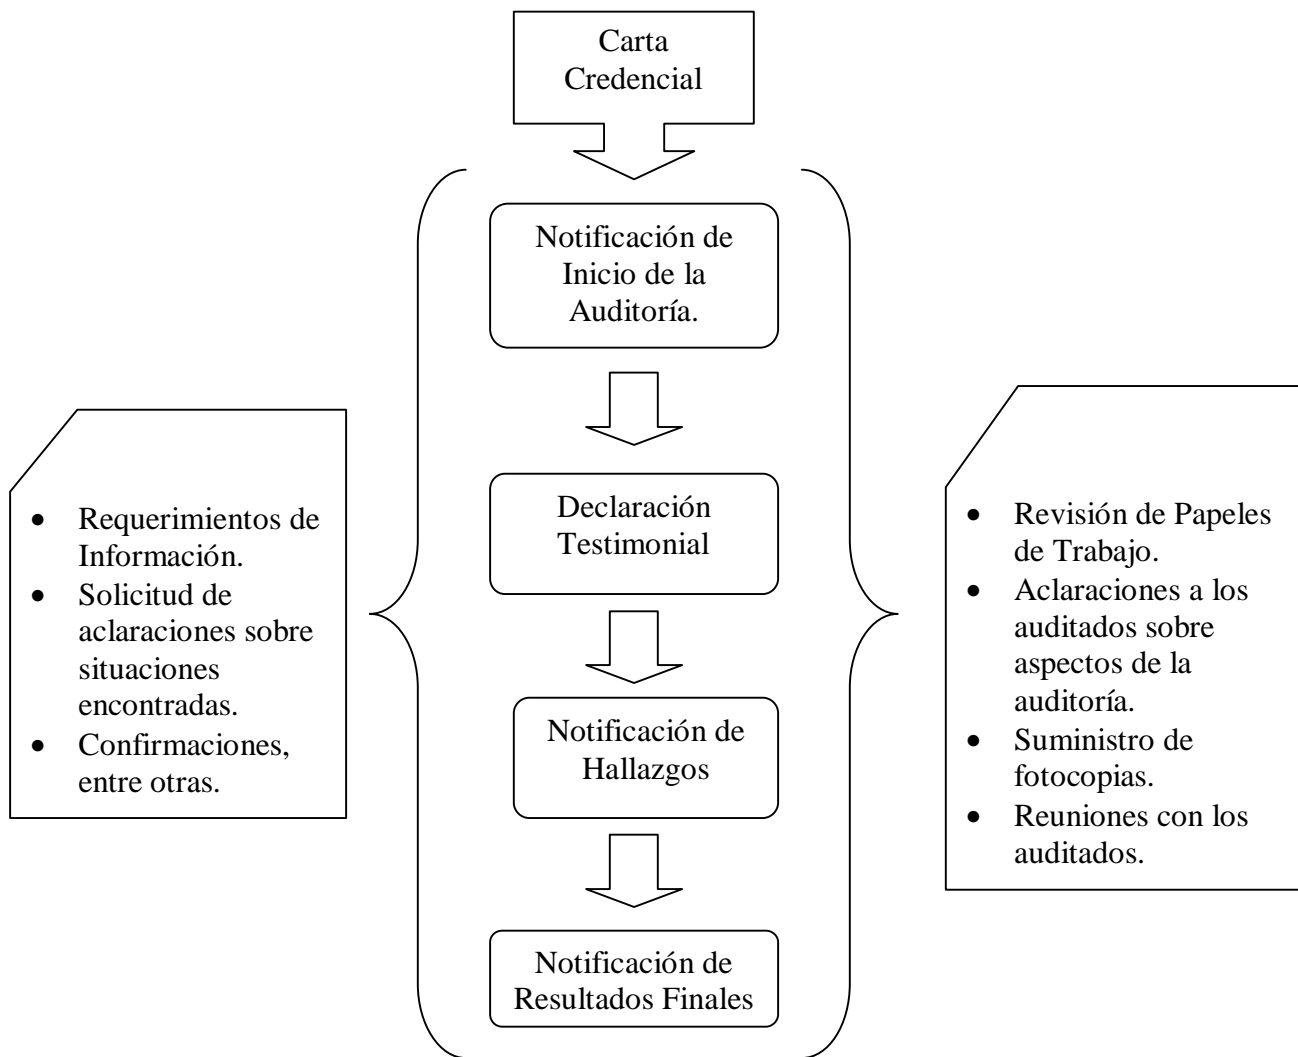 Carta
Credencial
Notificación de
Inicio de la
Auditoría.
Declaración
Testimonial
Notificación de
Hallazgos
Notificación de
Resultados Finales
• Requerimientos de
Información.
• Solicitud de
aclaraciones sobre
situaciones
encontradas.
• Confirmaciones,
entre otras.
• Revisión de Papeles
de Trabajo.
• Aclaraciones a los
auditados sobre
aspectos de la
auditoría.
• Suministro de
fotocopias.
• Reuniones con los
auditados.